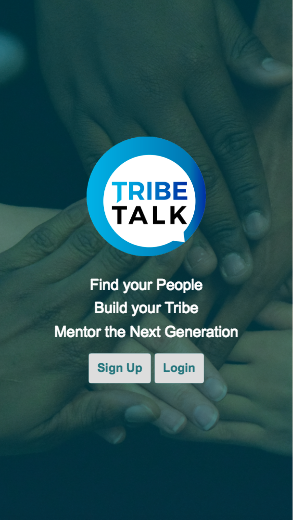 TRIBE
TALK
Find your People
Build your Tribe
Mentor the Next Generation
Sign Up Login